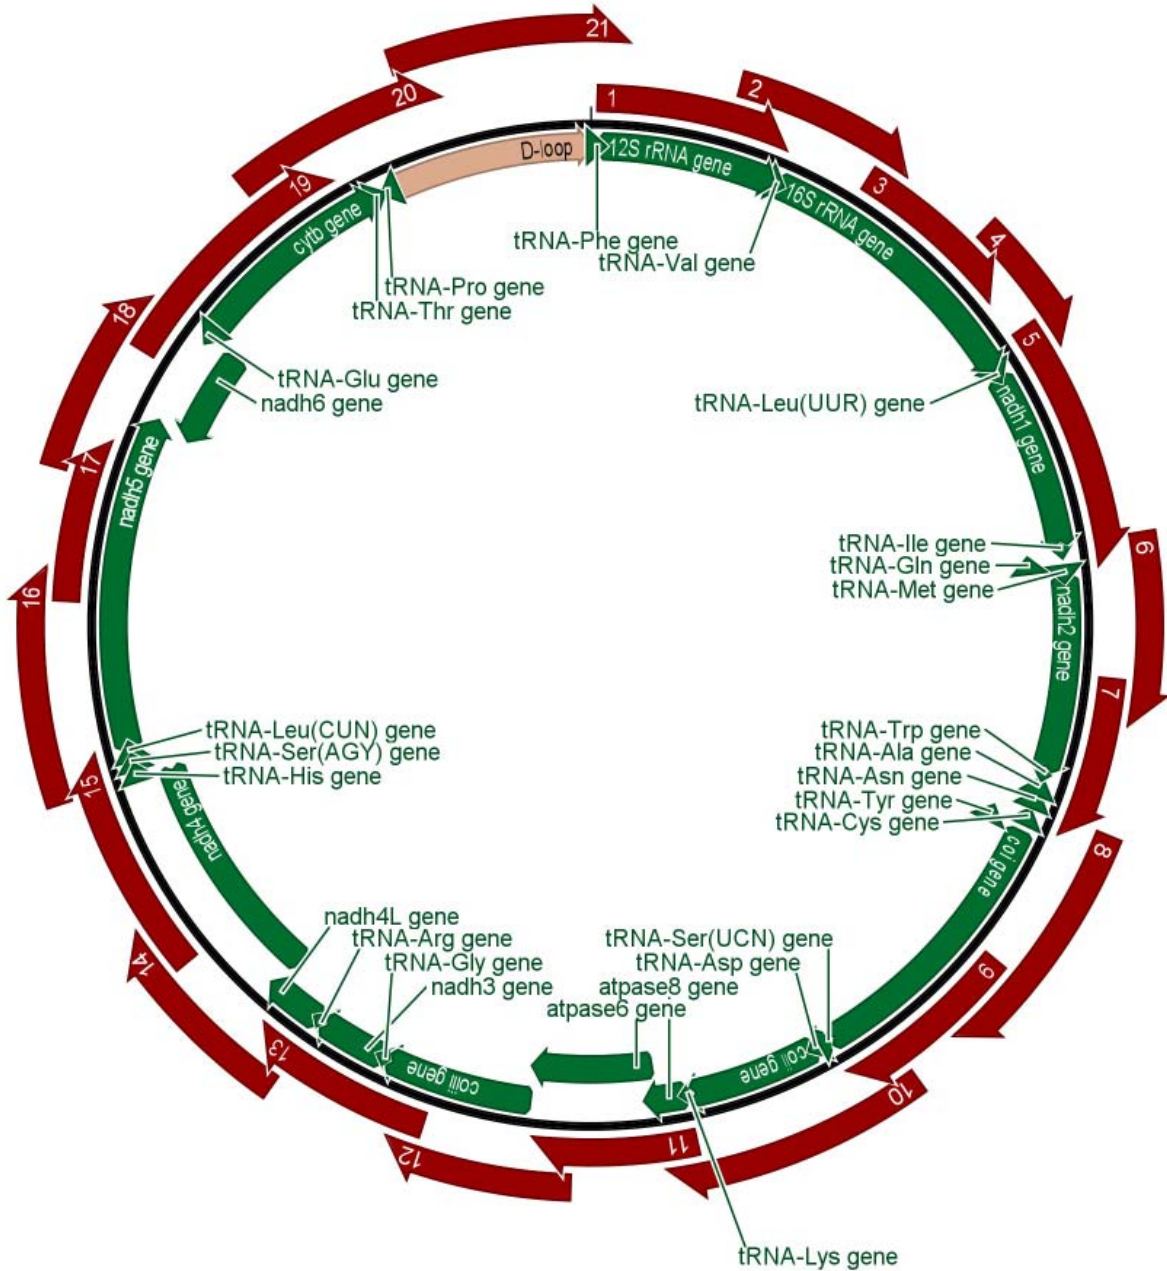 21
20
1
2
D-loop
12S rRNA gene
19
3
16S rRNA gene
cytb gene
4
tRNA-Phe gene
tRNA-Val gene
tRNA-Pro gene
tRNA-Thr gene
18
5
tRNA-Glu gene
nadh6 gene
tRNA-Leu(UUR) gene
nadh1 gene
17
nadh5 gene
tRNA-Ile gene
6
tRNA-Gln gene
tRNA-Met gene
16
nadh2 gene
7
tRNA-Leu(CUN) gene
tRNA-Ser(AGY) gene
tRNA-His gene
tRNA-Trp gene
tRNA-Ala gene
tRNA-Asn gene
tRNA-Tyr gene
tRNA-Cys gene
15
nadh4 gene
coi gene
8
nadh4L gene
tRNA-Arg gene
tRNA-Gly gene
nadh3 gene
tRNA-Ser(UCN) gene
tRNA-Asp gene
atpase8 gene
atpase6 gene
14
9
13
coiii gene
coii gene
10
12
11
tRNA-Lys gene